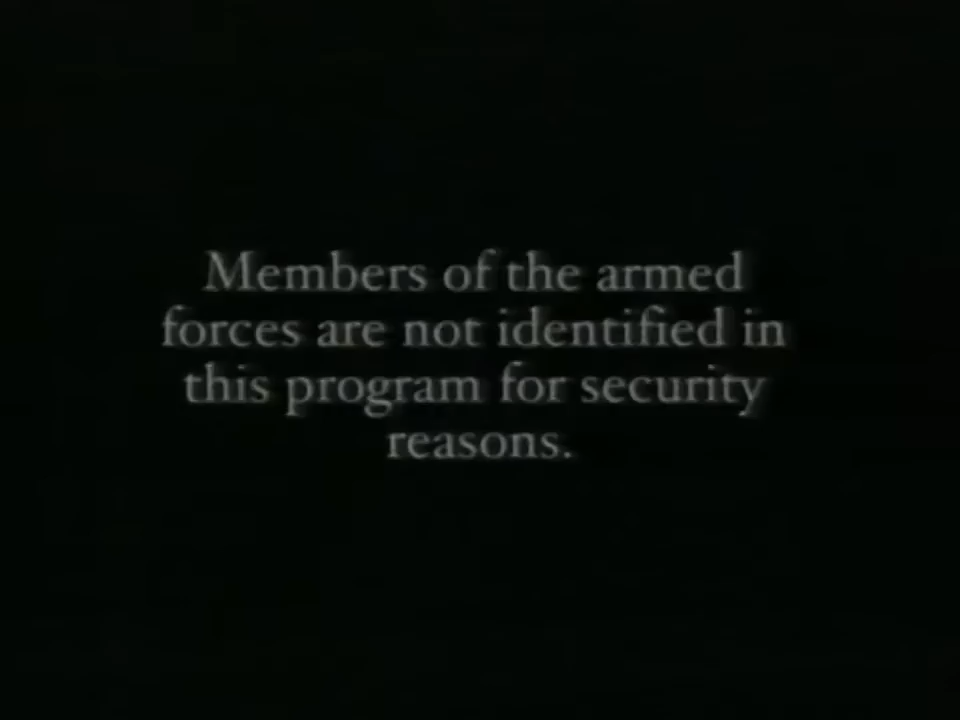 Members of the armed
forces are not identified in
this program for security
reasons.